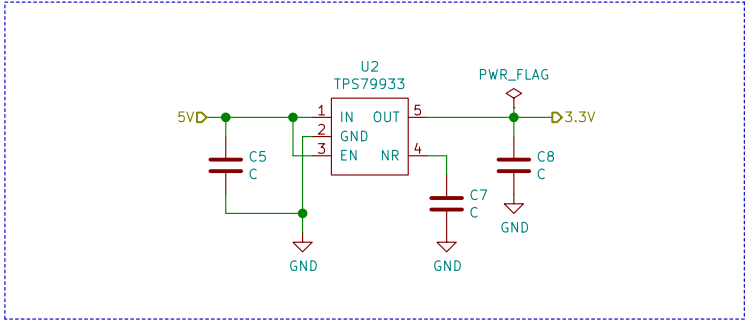 U2
TPS79933
PWR_FLAG
5V
1 IN OUT 5
3.3V
2 GND
3 EN NR 4
C5
C
C8
C
C7
C
GND
GND
GND